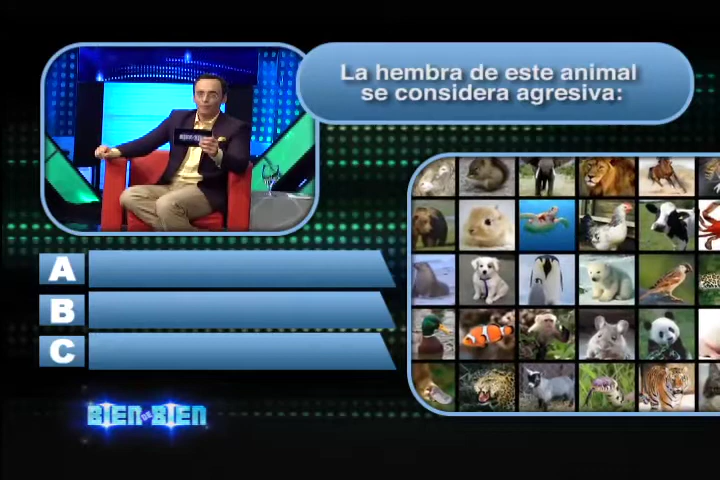 La hembra de este animal
se considera agresiva:
A
B
C
BIEN DE BIEN